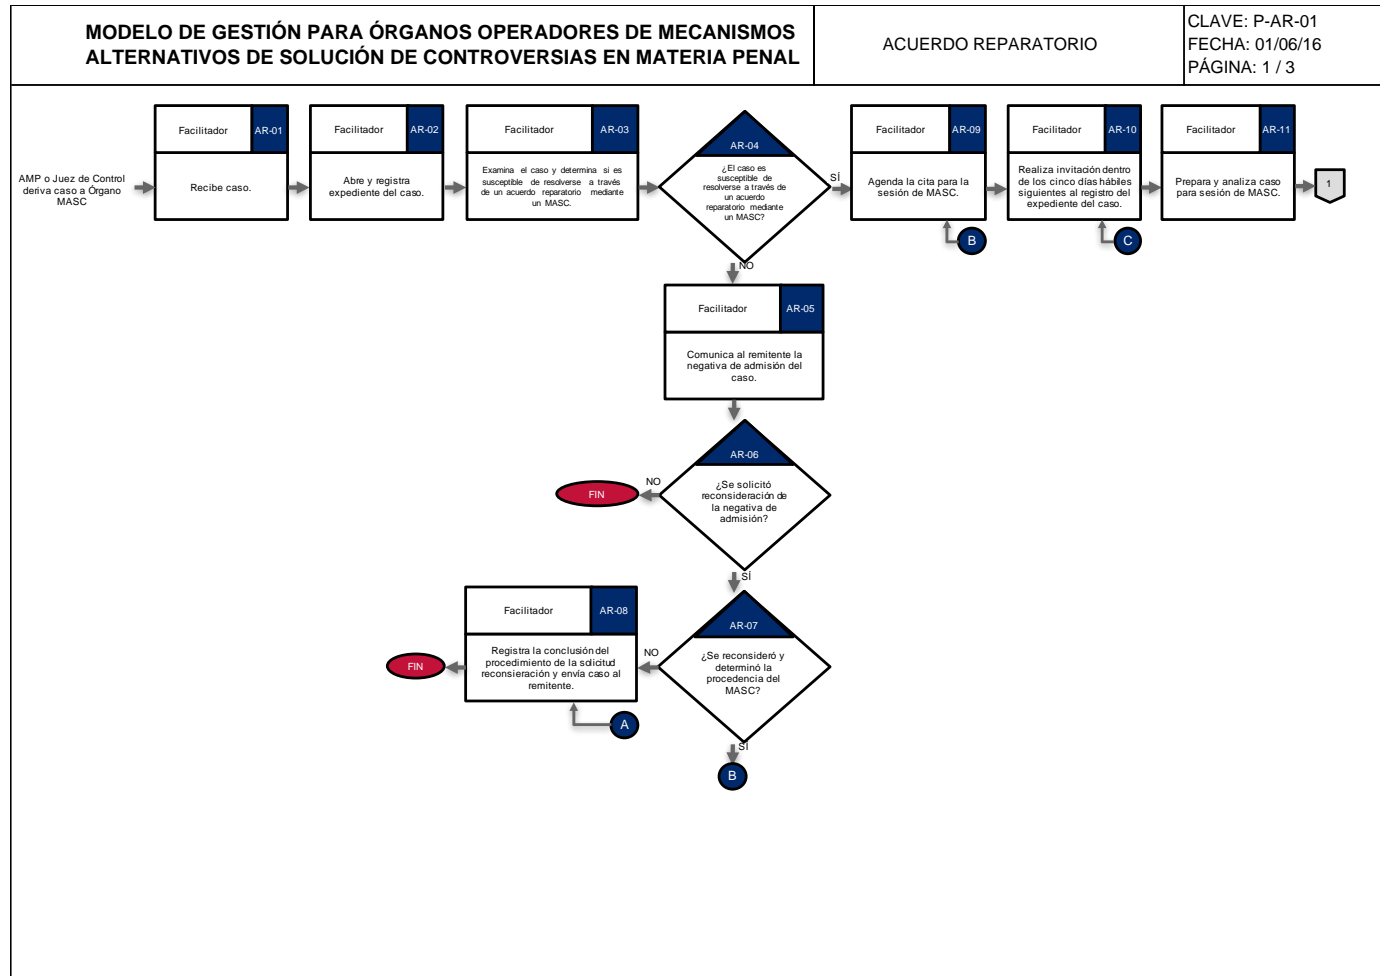 MODELO DE GESTIÓN PARA ÓRGANOS OPERADORES DE MECANISMOS
ALTERNATIVOS DE SOLUCIÓN DE CONTROVERSIAS EN MATERIA PENAL
ACUERDO REPARATORIO
CLAVE: P-AR-01
FECHA: 01/06/16
PÁGINA: 1 / 3
AMP o Juez de Control
deriva caso a Órgano
MASC
Facilitador
AR-01
Recibe caso.
Facilitador
AR-02
Abre y registra
expediente del caso.
Facilitador
AR-03
Examina el caso y determina si es
susceptible de resolverse a través
de un acuerdo reparatorio mediante
un MASC.
AR-04
¿El caso es
susceptible de
resolverse a través de
un acuerdo
reparatorio mediante
un MASC?
SÍ
NO
Facilitador
AR-09
Agenda la cita para la
sesión de MASC.
B
Facilitador
AR-10
Realiza invitación dentro
de los cinco días hábiles
siguientes al registro del
expediente del caso.
C
Facilitador
AR-11
Prepara y analiza caso
para sesión de MASC.
1
Facilitador
AR-05
Comunica al remitente la
negativa de admisión del
caso.
AR-06
¿Se solicitó
reconsideración de
la negativa de
admisión?
NO
FIN
SÍ
AR-07
¿Se reconsideró y
determinó la
procedencia del
MASC?
NO
Facilitador
AR-08
Registra la conclusión del
procedimiento de la solicitud
reconsieración y envía caso al
remitente.
FIN
A
SÍ
B